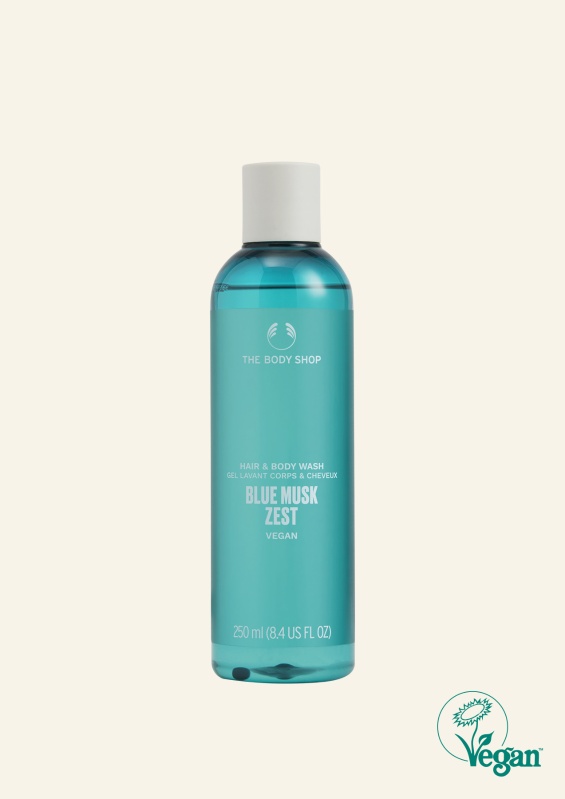 THE BODY SHOP
HAIR & BODY WASH
GEL LAVANT CORPS & CHEVEUX
BLUE MUSK
ZEST
VEGAN
250 ml (8.4 US FL OZ)
Vegan™